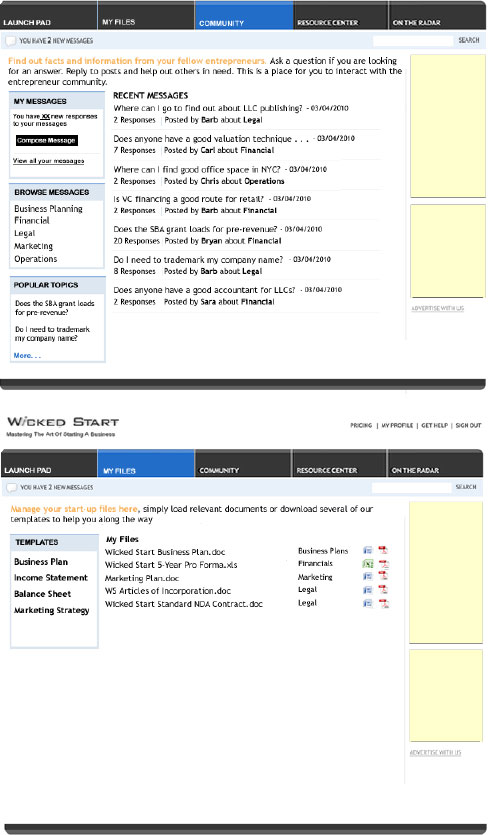 LAUNCH PAD MY FILES COMMUNITY RESOURCE CENTER ON THE RADAR
YOU HAVE 2 NEW MESSAGES SEARCH
Find out facts and information from your fellow entrepreneurs. Ask a question if you are looking
for an answer. Reply to posts and help out others in need. This is a place for you to interact with the
entrepreneur community.
MY MESSAGES
You have XX new responses
to your messages
Compose Message
View all your messages
BROWSE MESSAGES
Business Planning
Financial
Legal
Marketing
Operations
POPULAR TOPICS
Does the SBA grant loads
for pre-revenue?
Do I need to trademark
my company name?
More. . .
RECENT MESSAGES
Where can i go to find out about LLC publishing? - 03/04/2010
2 Responses | Posted by Barb about Legal
Does anyone have a good valuation technique . . . - 03/04/2010
7 Responses | Posted by Carl about Financial
Where can I find good office space in NYC? - 03/04/2010
2 Responses | Posted by Chris about Operations
Is VC financing a good route for retail? - 03/04/2010
2 Responses | Posted by Barb about Financial
Does the SBA grant loads for pre-revenue? - 03/04/2010
20 Responses | Posted by Bryan about Financial
Do I need to trademark my company name? - 03/04/2010
8 Responses | Posted by Barb about Legal
Does anyone have a good accountant for LLCs? - 03/04/2010
2 Responses | Posted by Sara about Financial
ADVERTISE WITH US
WICKED START
Mastering The Art Of Starting A Business
PRICING | MY PROFILE | GET HELP | SIGN OUT
LAUNCH PAD MY FILES COMMUNITY RESOURCE CENTER ON THE RADAR
YOU HAVE 2 NEW MESSAGES SEARCH
Manage your start-up files here, simply load relevant documents or download several of our
templates to help you along the way
TEMPLATES
Business Plan
Income Statement
Balance Sheet
Marketing Strategy
My Files
Wicked Start Business Plan.doc Business Plans
Wicked Start 5-Year Pro Forma.xls Financials
Marketing Plan.doc Marketing
WS Articles of Incorporation.doc Legal
Wicked Start Standard NDA Contract.doc Legal
ADVERTISE WITH US